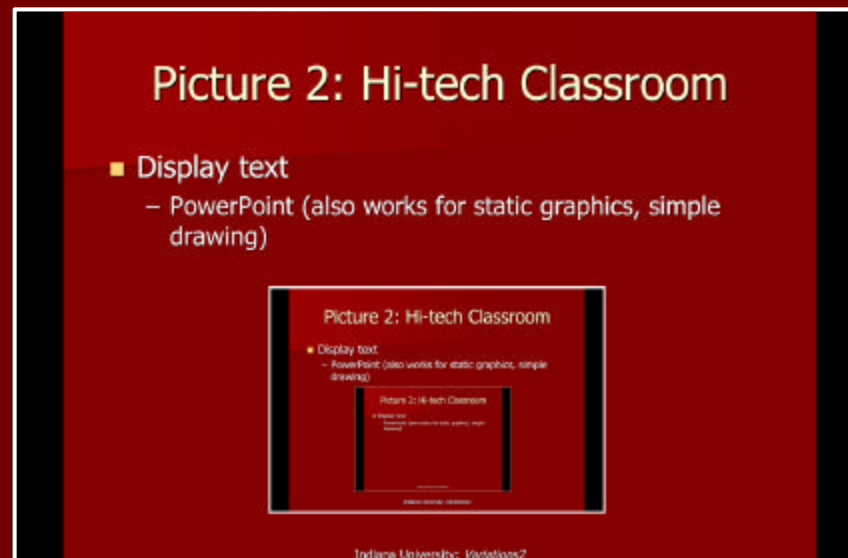 Picture 2: Hi-tech Classroom
Display text
– PowerPoint (also works for static graphics, simple
drawing)
Picture 2: Hi-tech Classroom
Display text
– PowerPoint (also works for static graphics, simple
drawing)
Picture 2: Hi-tech Classroom
Display text
Indiana University: Variations2